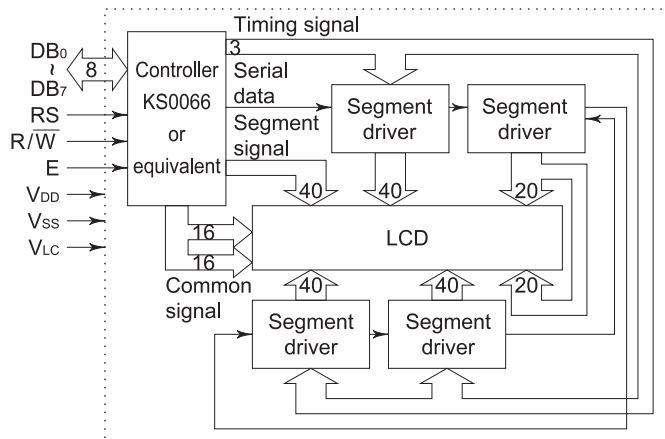 Timing signal
3
DB0
~
DB7
8
Controller
KS0066
or
equivalent
Serial
data
Segment
signal
Segment
driver
Segment
driver
RS
R/W̅
E
VDD
VSS
VLC
40
40
20
16
16
LCD
Common
signal
40
40
20
Segment
driver
Segment
driver